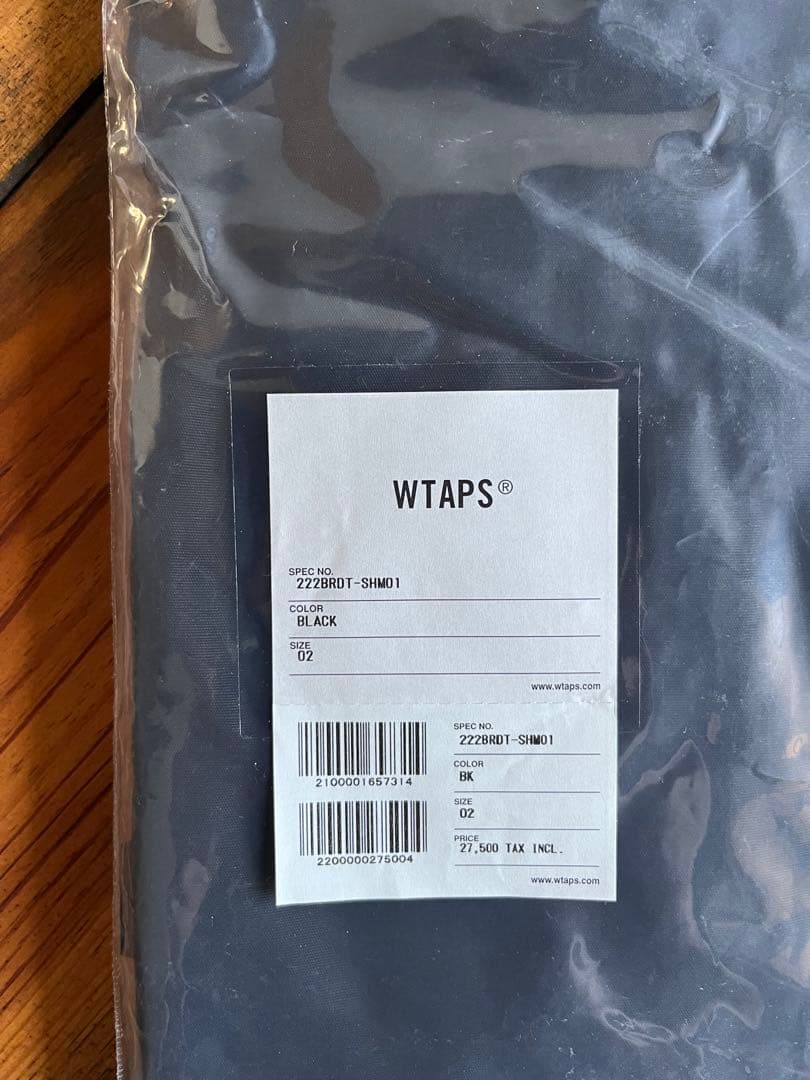 WTAPS®
SPEC NO.
222BRDT-SHM01
COLOR
BLACK
SIZE
02
www.wtaps.com
2100001657314
2200000275004
SPEC NO.
222BRDT-SHM01
COLOR
BK
SIZE
02
PRICE
27,500 TAX INCL.
www.wtaps.com